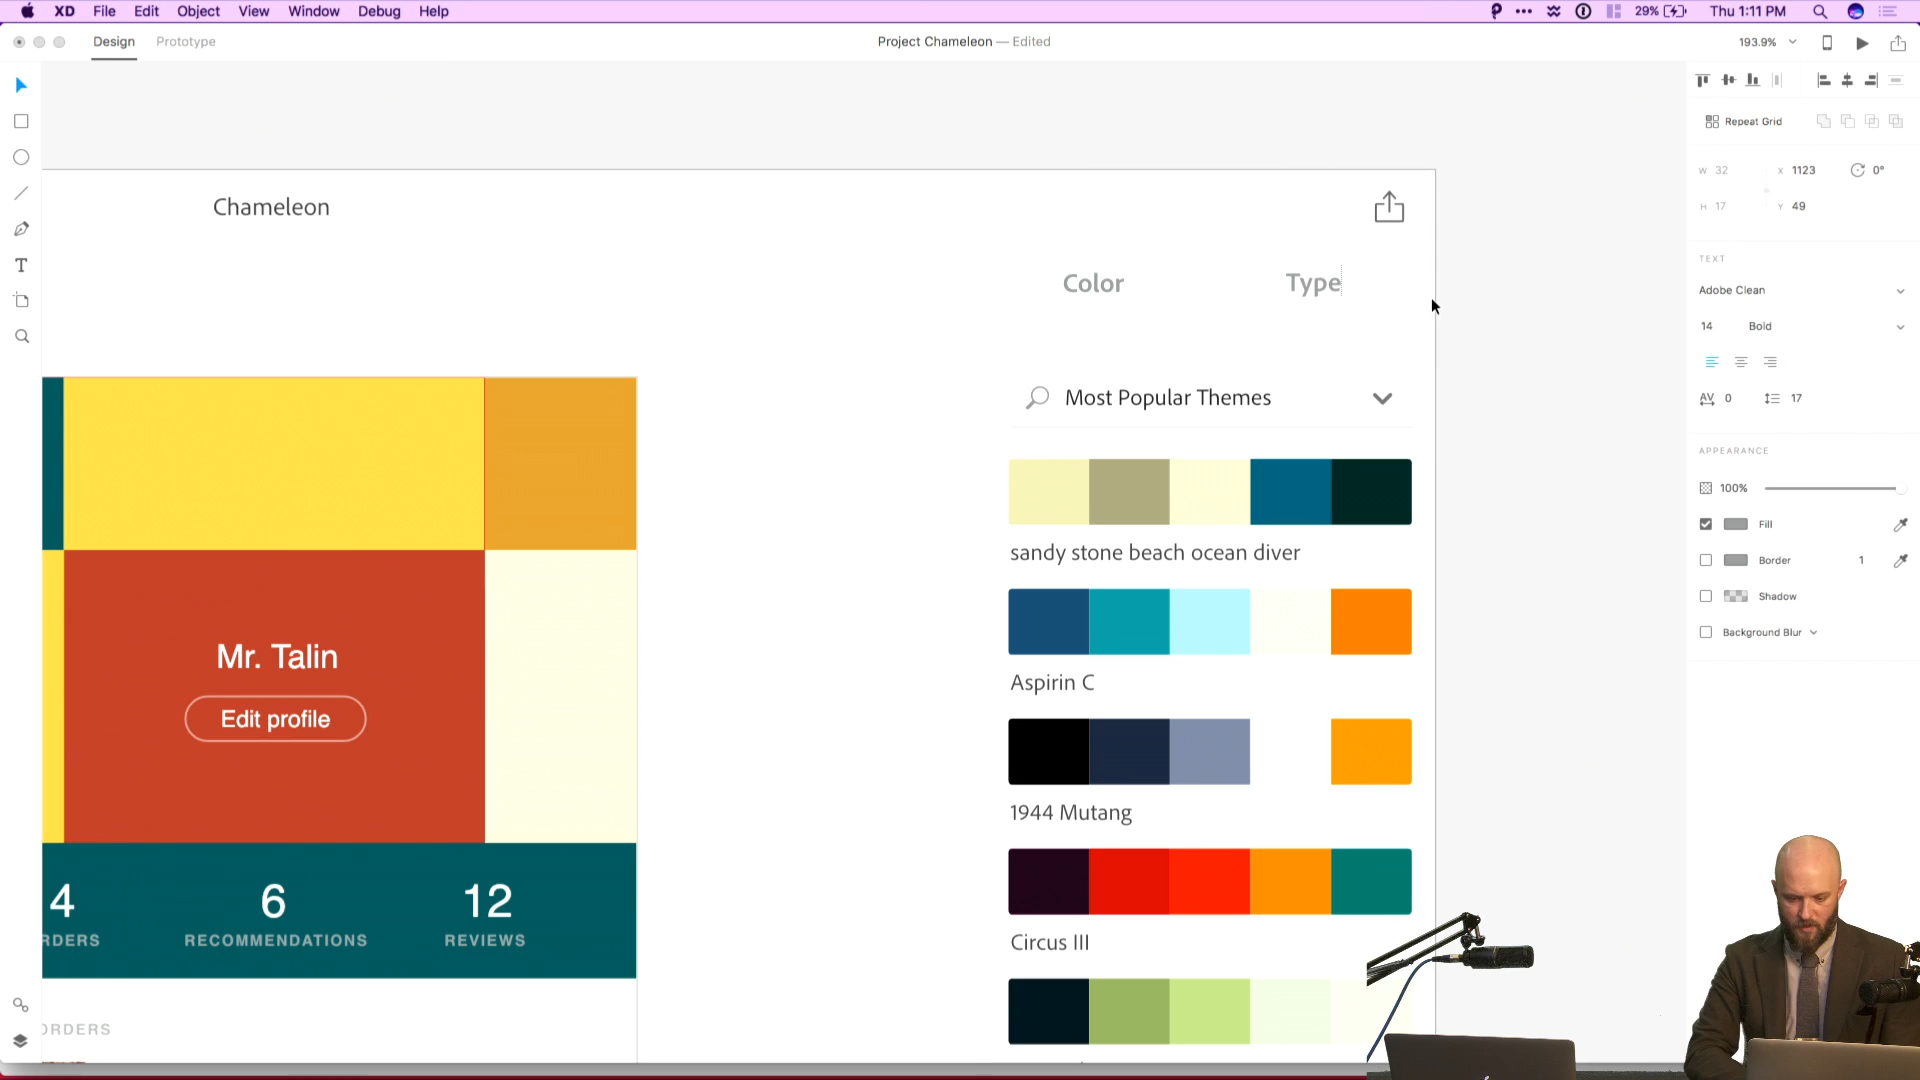 XD File Edit Object View Window Debug Help
29% Thu 1:11 PM
Design Prototype
Project Chameleon — Edited
193.9%
Repeat Grid
W 32 X 1123 0°
H 17 Y 49
TEXT
Adobe Clean
14 Bold
AV 0 17
APPEARANCE
100%
Fill
Border 1
Shadow
Background Blur
Chameleon
Color Type
Most Popular Themes
sandy stone beach ocean diver
Aspirin C
1944 Mutang
Circus III
Mr. Talin
Edit profile
4 6 12
RDERS RECOMMENDATIONS REVIEWS
ORDERS